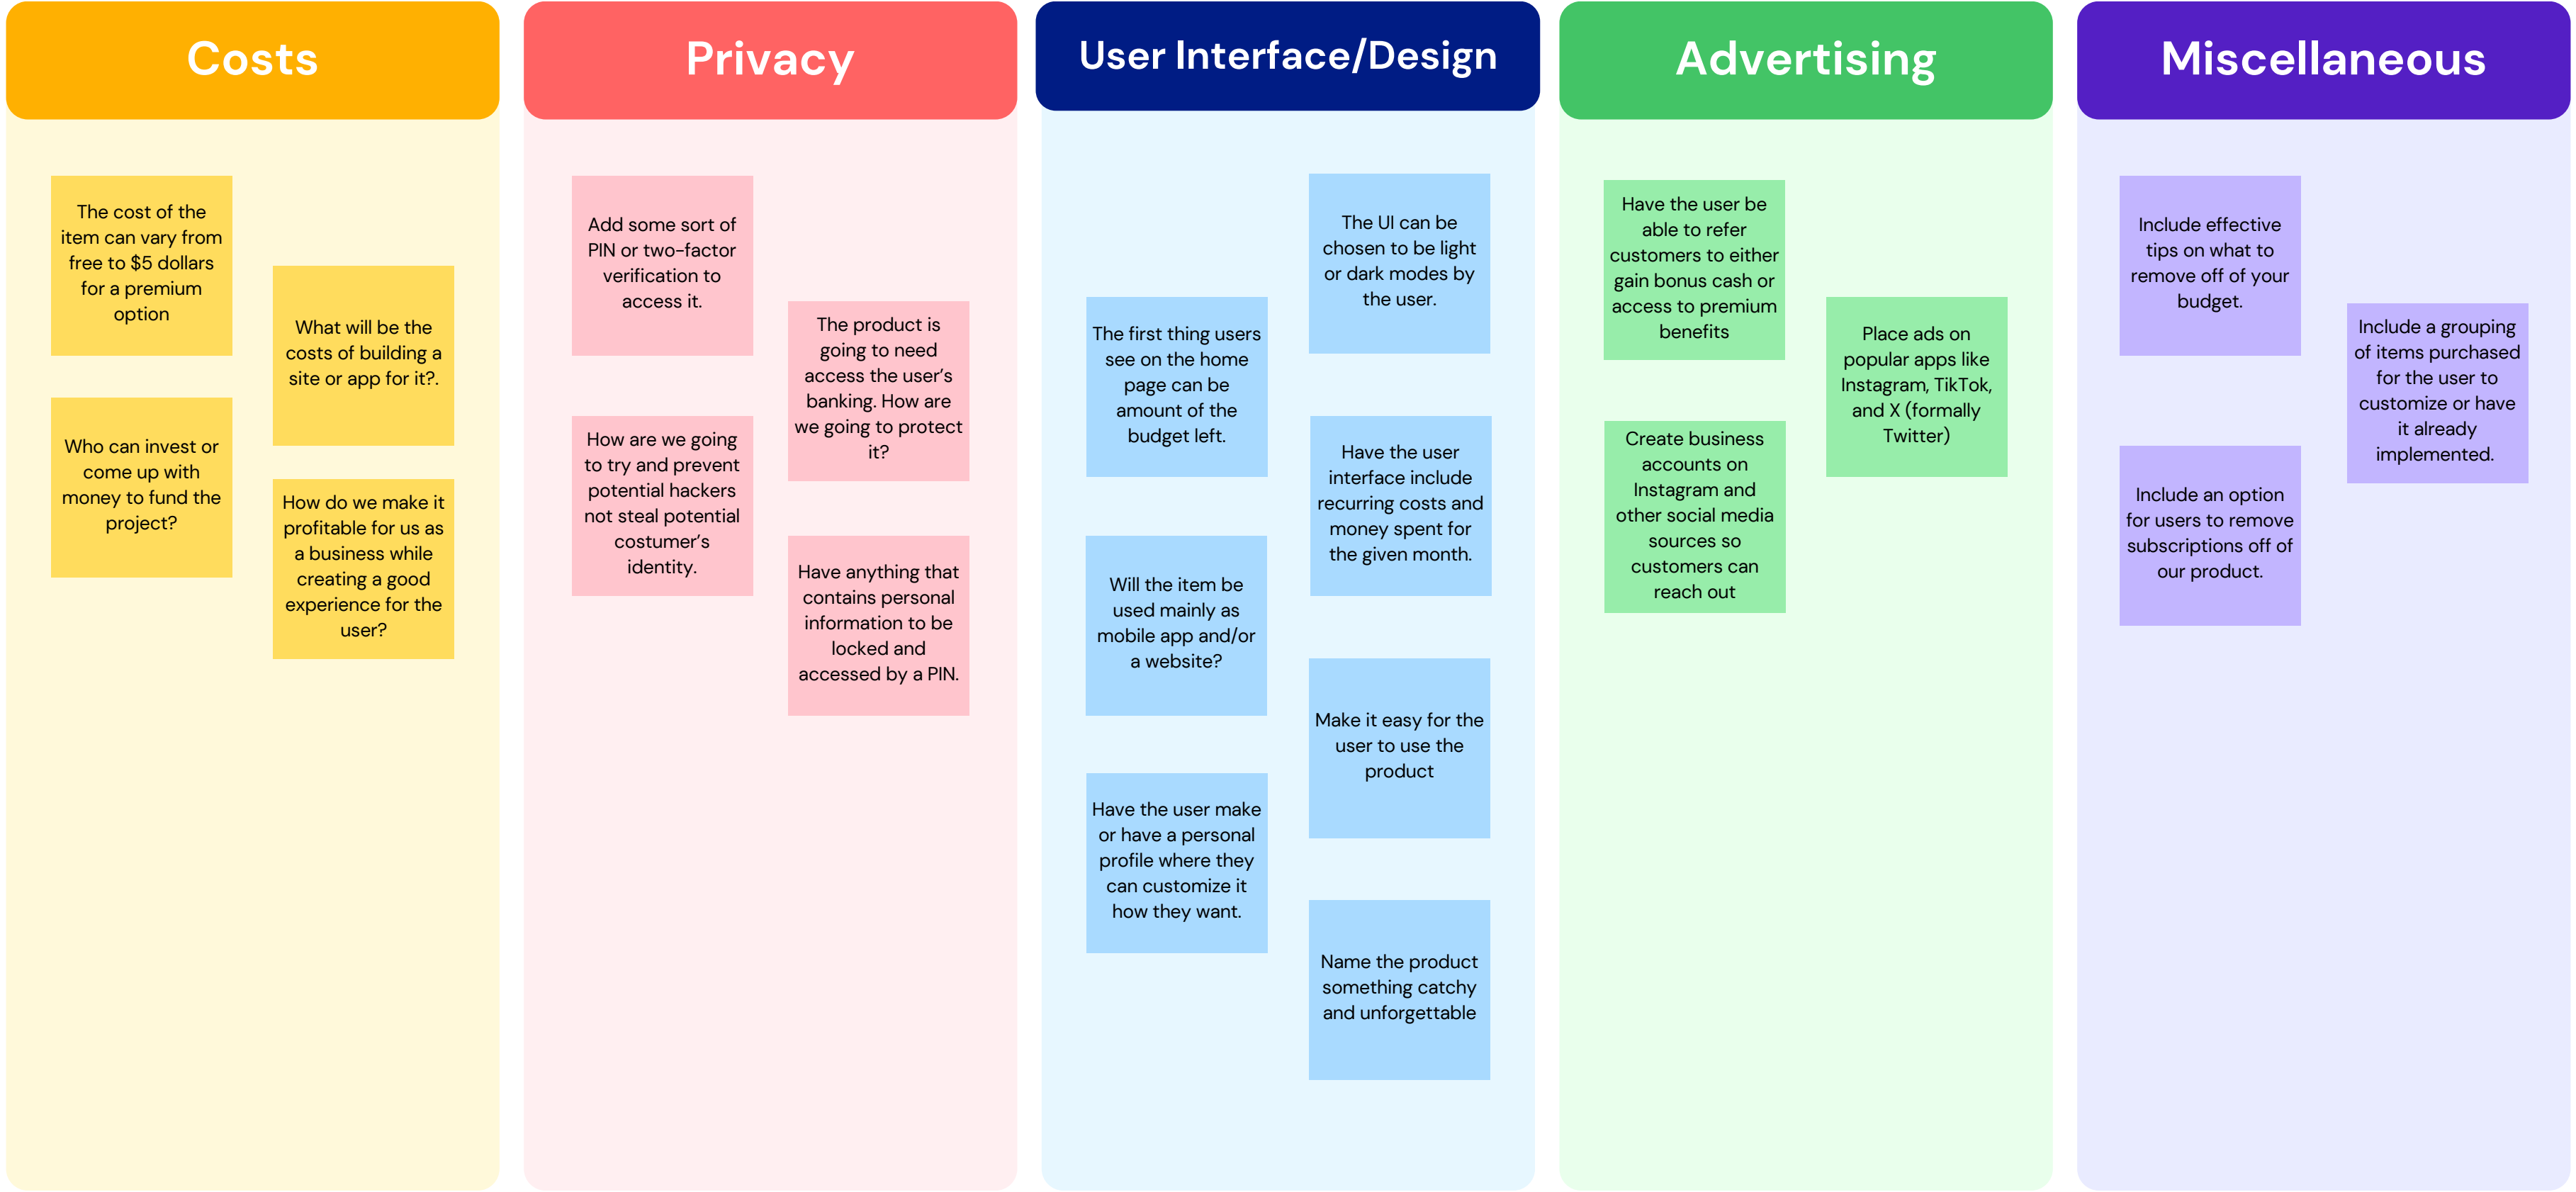 Costs
The cost of the
item can vary from
free to $5 dollars
for a premium
option
What will be the
costs of building a
site or app for it?.
Who can invest or
come up with
money to fund the
project?
How do we make it
profitable for us as
a business while
creating a good
experience for the
user?
Privacy
Add some sort of
PIN or two-factor
verification to
access it.
The product is
going to need
access the user's
banking. How are
we going to protect
it?
How are we going
to try and prevent
potential hackers
not steal potential
costumer's
identity.
Have anything that
contains personal
information to be
locked and
accessed by a PIN.
User Interface/Design
The UI can be
chosen to be light
or dark modes by
the user.
The first thing users
see on the home
page can be
amount of the
budget left.
Have the user
interface include
recurring costs and
money spent for
the given month.
Will the item be
used mainly as
mobile app and/or
a website?
Make it easy for the
user to use the
product
Have the user make
or have a personal
profile where they
can customize it
how they want.
Name the product
something catchy
and unforgettable
Advertising
Have the user be
able to refer
customers to either
gain bonus cash or
access to premium
benefits
Place ads on
popular apps like
Instagram, TikTok,
and X (formally
Twitter)
Create business
accounts on
Instagram and
other social media
sources so
customers can
reach out
Miscellaneous
Include effective
tips on what to
remove off of your
budget.
Include a grouping
of items purchased
for the user to
customize or have
it already
implemented.
Include an option
for users to remove
subscriptions off of
our product.